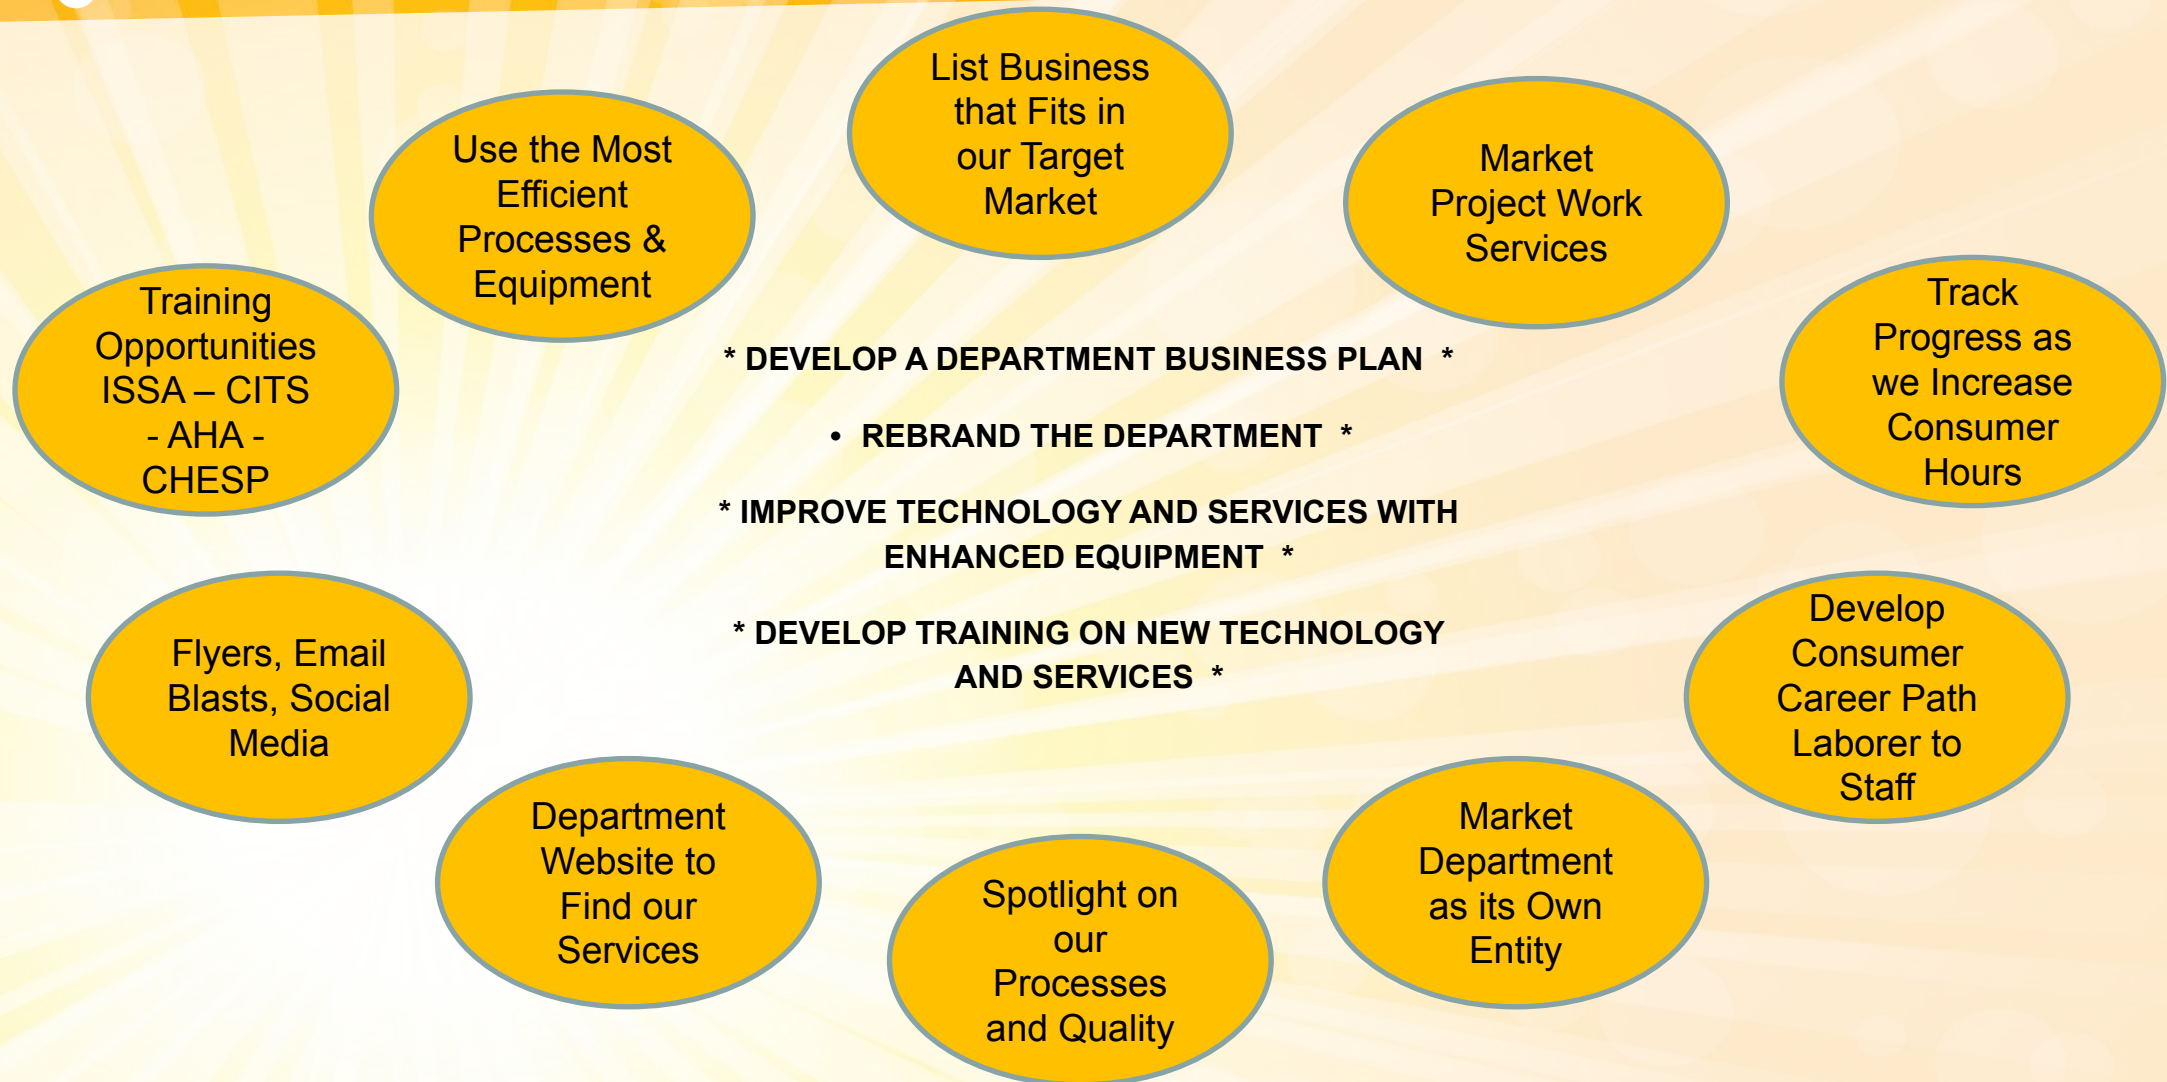 List Business
that Fits in
our Target
Market
Use the Most
Efficient
Processes &
Equipment
Market
Project Work
Services
Training
Opportunities
ISSA – CITS
- AHA -
CHESP
Track
Progress as
we Increase
Consumer
Hours
* DEVELOP A DEPARTMENT BUSINESS PLAN *
• REBRAND THE DEPARTMENT *
* IMPROVE TECHNOLOGY AND SERVICES WITH
ENHANCED EQUIPMENT *
* DEVELOP TRAINING ON NEW TECHNOLOGY
AND SERVICES *
Flyers, Email
Blasts, Social
Media
Develop
Consumer
Career Path
Laborer to
Staff
Department
Website to
Find our
Services
Spotlight on
our
Processes
and Quality
Market
Department
as its Own
Entity